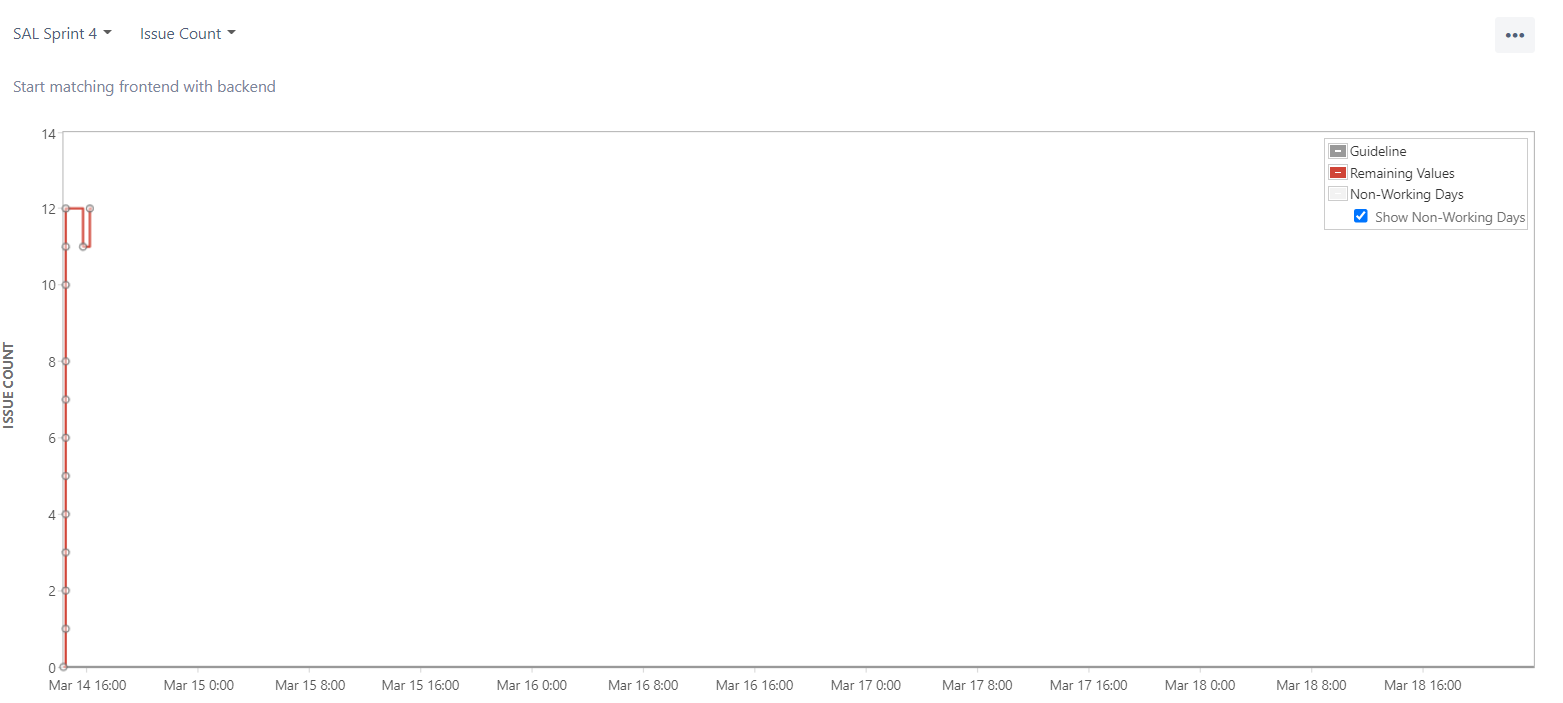 SAL Sprint 4 Issue Count
Start matching frontend with backend
14
12
10
8
6
4
2
0
ISSUE COUNT
Guideline
Remaining Values
Non-Working Days
Show Non-Working Days
Mar 14 16:00 Mar 15 0:00 Mar 15 8:00 Mar 15 16:00 Mar 16 0:00 Mar 16 8:00 Mar 16 16:00 Mar 17 0:00 Mar 17 8:00 Mar 17 16:00 Mar 18 0:00 Mar 18 8:00 Mar 18 16:00